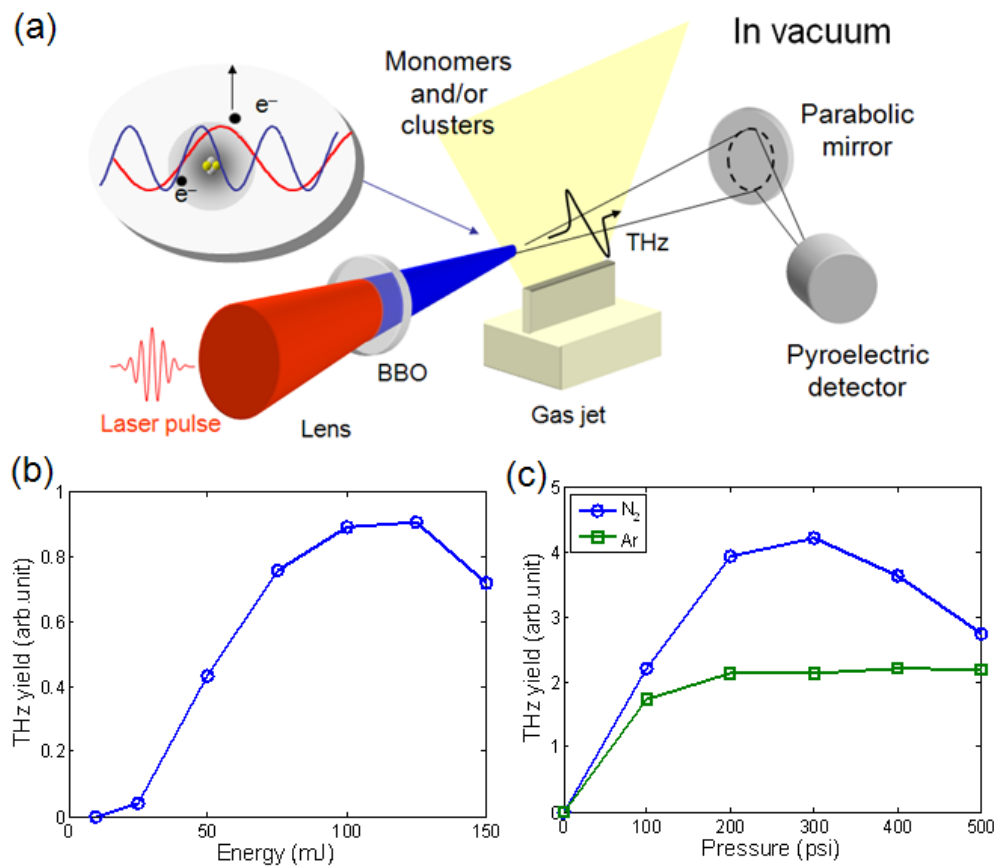 (a)
In vacuum
Monomers
and/or
clusters
e–
e–
Parabolic
mirror
THz
BBO
Pyroelectric
detector
Laser pulse
Lens
Gas jet
(b)
THz yield (arb.unit)
1
0.8
0.6
0.4
0.2
0
0
50
100
150
Energy (mJ)
(c)
THz yield (arb.unit)
5
4
3
2
1
0
N2
Ar
0
100
200
300
400
500
Pressure (psi)